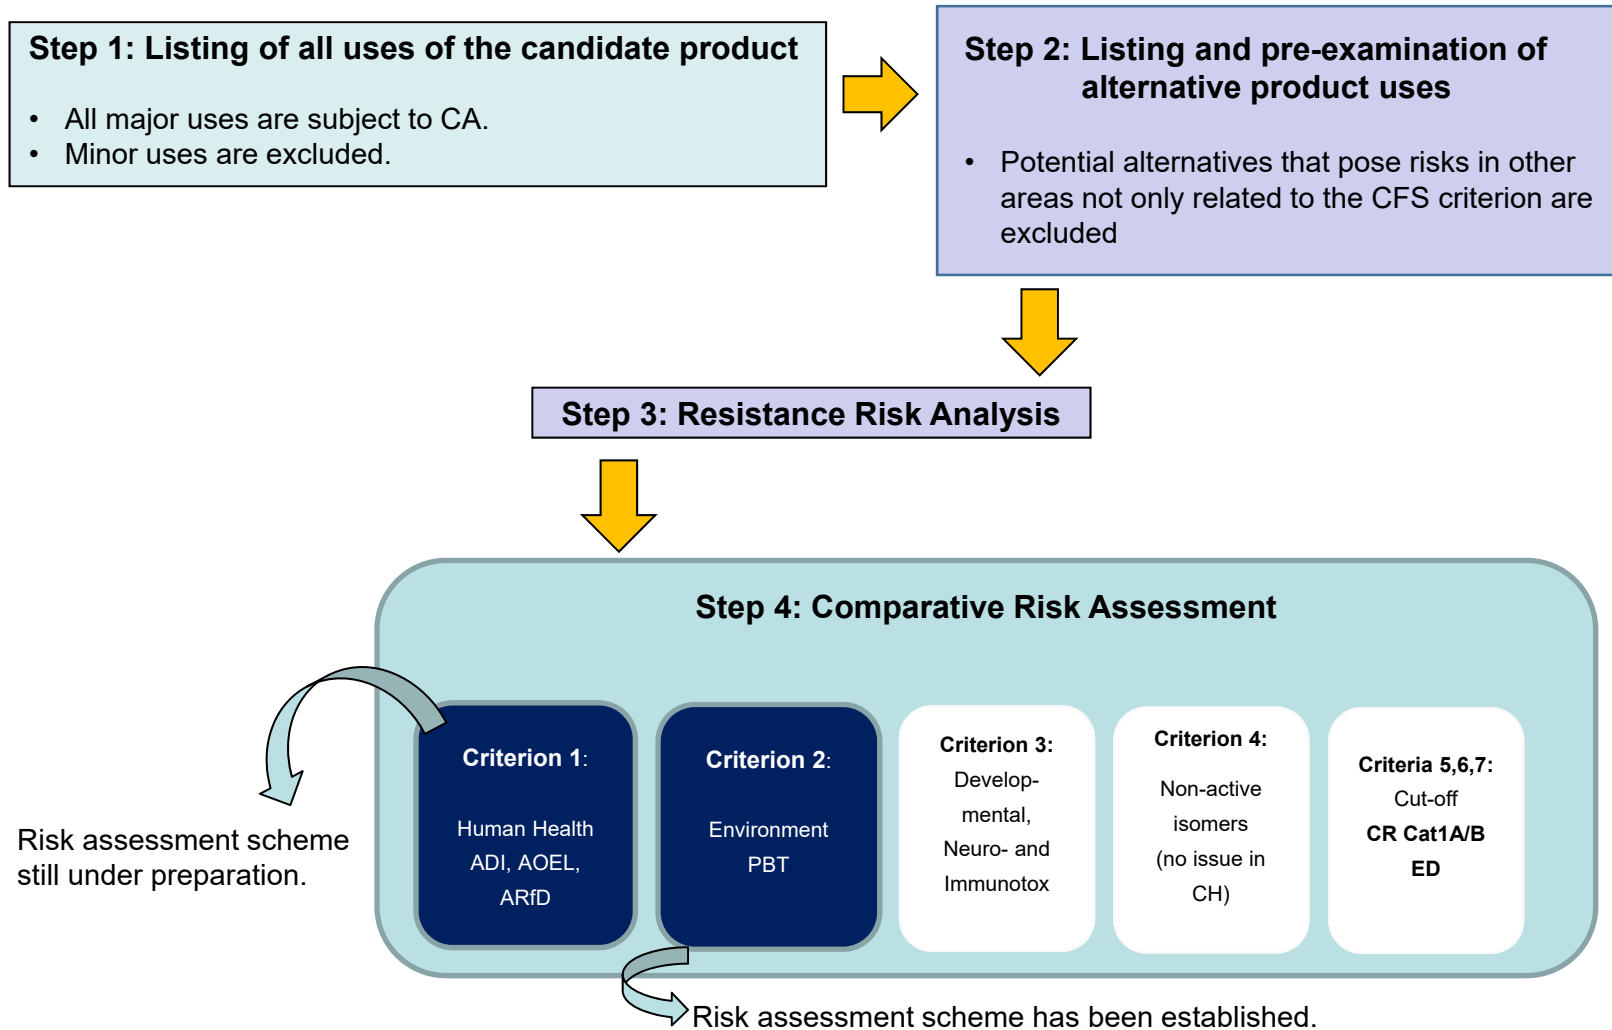 Step 1: Listing of all uses of the candidate product
• All major uses are subject to CA.
• Minor uses are excluded.
Step 2: Listing and pre-examination of
alternative product uses
• Potential alternatives that pose risks in other
areas not only related to the CFS criterion are
excluded
Step 3: Resistance Risk Analysis
Step 4: Comparative Risk Assessment
Criterion 1:
Human Health
ADI, AOEL,
ARfD
Criterion 2:
Environment
PBT
Criterion 3:
Develop-
mental,
Neuro- and
Immunotox
Criterion 4:
Non-active
isomers
(no issue in
CH)
Criteria 5,6,7:
Cut-off
CR Cat1A/B
ED
Risk assessment scheme
still under preparation.
Risk assessment scheme has been established.